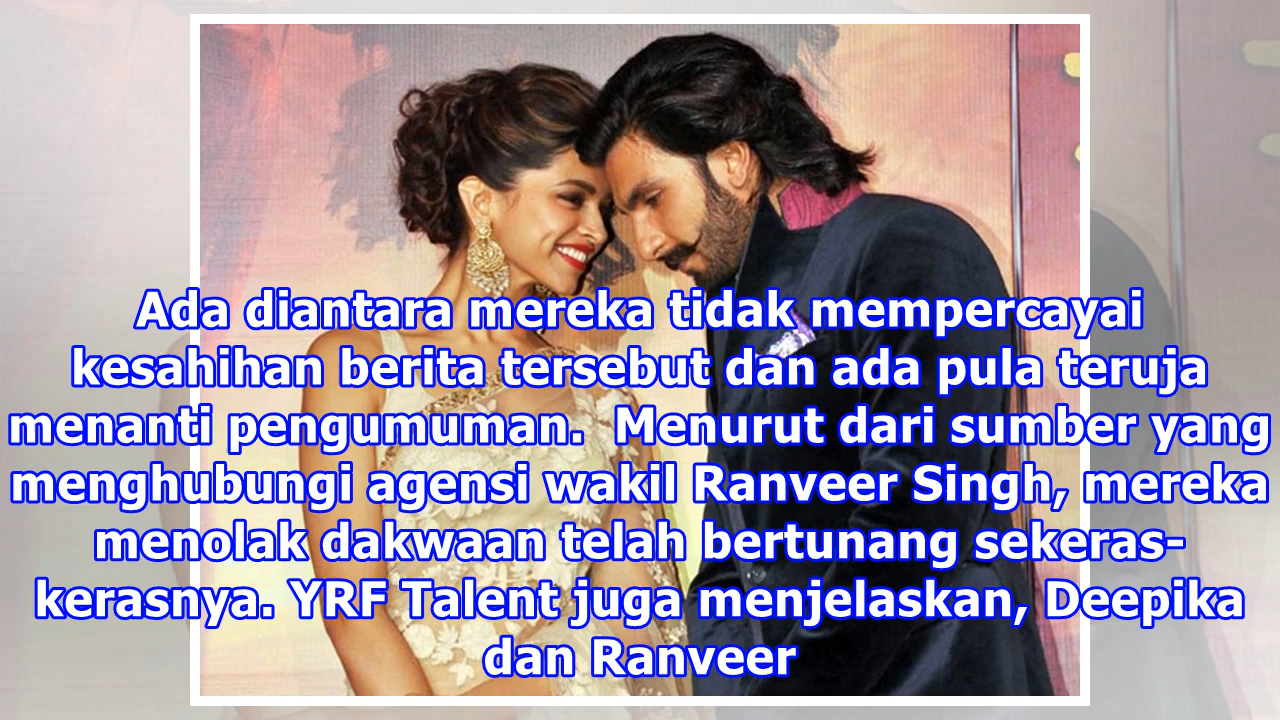 Ada diantara mereka tidak mempercayai
kesahihan berita tersebut dan ada pula teruja
menanti pengumuman.  Menurut dari sumber yang
menghubungi agensi wakil Ranveer Singh, mereka
menolak dakwaan telah bertunang sekeras-
kerasnya. YRF Talent juga menjelaskan, Deepika
dan Ranveer